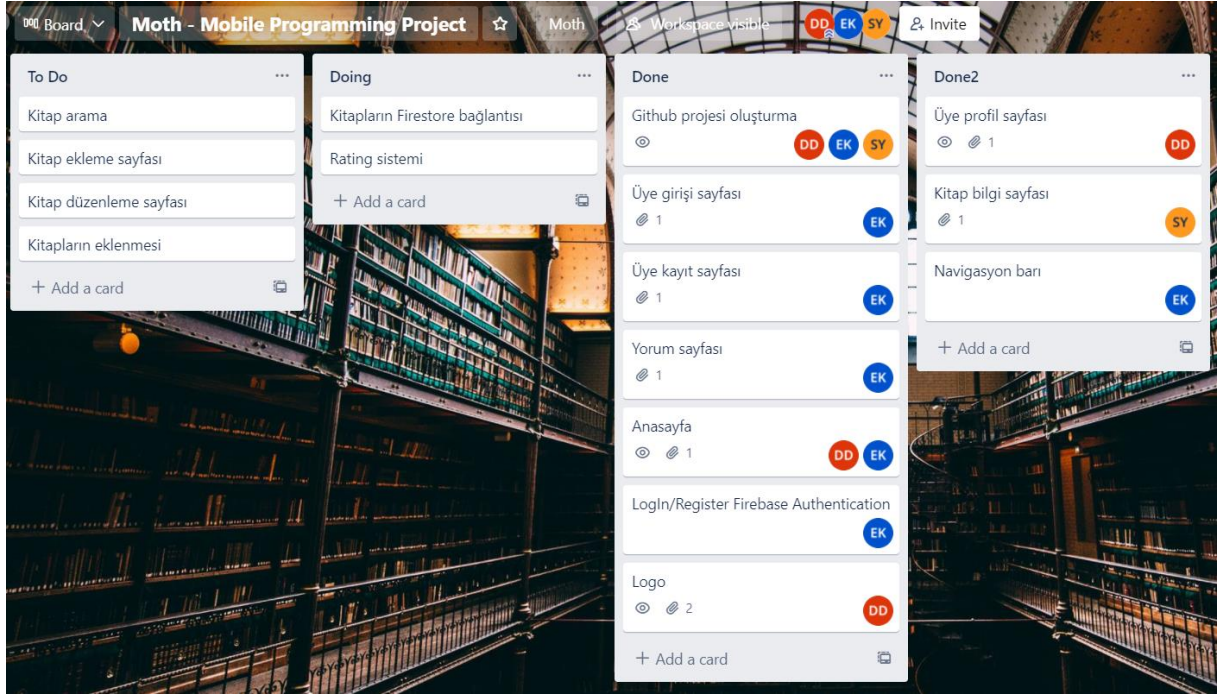 Board
Moth - Mobile Programming Project
Moth
Workspace visible
DD
EK
SY
Invite
To Do
Kitap arama
Kitap ekleme sayfası
Kitap düzenleme sayfası
Kitapların eklenmesi
+ Add a card
Doing
Kitapların Firestore bağlantısı
Rating sistemi
+ Add a card
Done
Github projesi oluşturma
DD EK SY
Üye girişi sayfası
1
EK
Üye kayıt sayfası
1
EK
Yorum sayfası
1
EK
Anasayfa
1
DD EK
LogIn/Register Firebase Authentication
EK
Logo
2
DD
+ Add a card
Done2
Üye profil sayfası
1
DD
Kitap bilgi sayfası
1
SY
Navigasyon barı
EK
+ Add a card